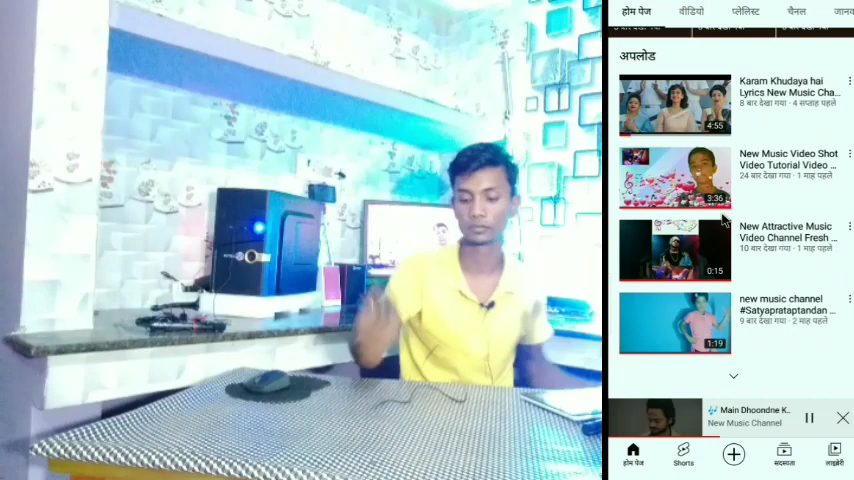 होम पेज
वीडियो
प्लेलिस्ट
चैनल
अपलोड
Karam Khudaya hai
Lyrics New Music Cha...
8 बार देखा गया · 4 सप्ताह पहले
4:55
New Music Video Shot
Video Tutorial Video ...
24 बार देखा गया · 1 माह पहले
3:36
New Attractive Music
Video Channel Fresh ...
10 बार देखा गया · 1 माह पहले
0:15
new music channel
#Satyaprataptandan ...
9 बार देखा गया · 2 माह पहले
1:19
Main Dhoondne K..
New Music Channel
होम पेज
Shorts
सदस्यता
लाइब्रेरी